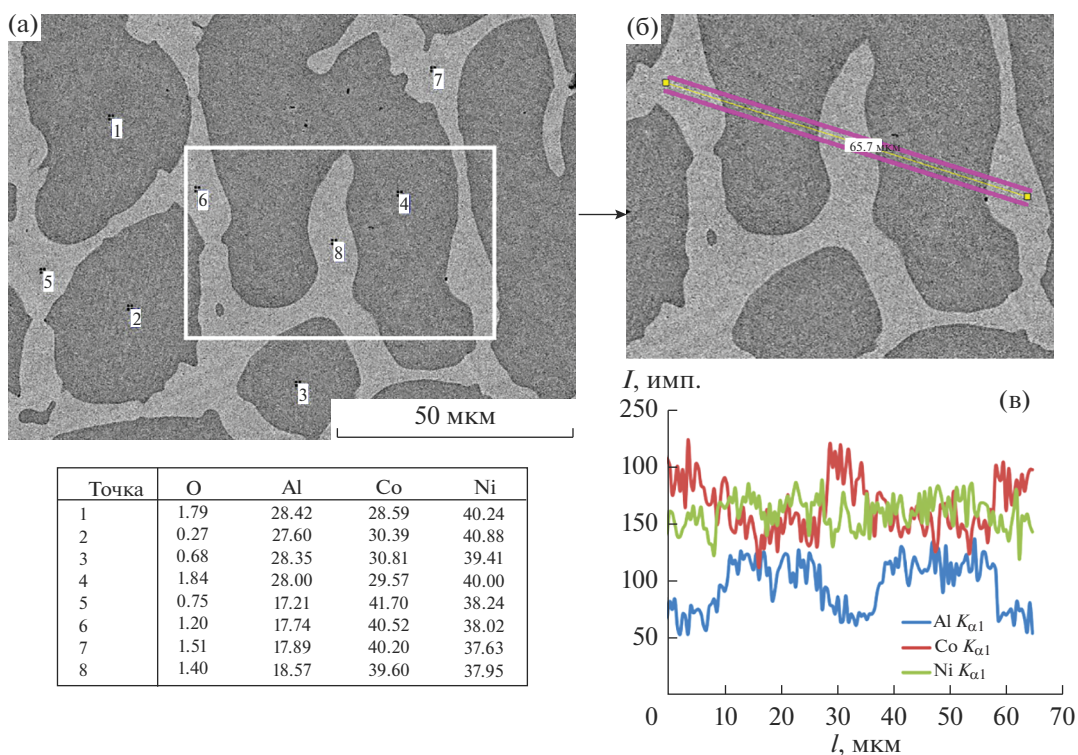 (а)
1
7
6
4
8
5
2
3
50 мкм
(б)
65.7 мкм
Точка O Al Co Ni
1 1.79 28.42 28.59 40.24
2 0.27 27.60 30.39 40.88
3 0.68 28.35 30.81 39.41
4 1.84 28.00 29.57 40.00
5 0.75 17.21 41.70 38.24
6 1.20 17.74 40.52 38.02
7 1.51 17.89 40.20 37.63
8 1.40 18.57 39.60 37.95
I, имп.
(в)
250
100
150
100
50
Al Kα1
Co Kα1
Ni Kα1
0 10 20 30 40 50 60 70
l, мкм